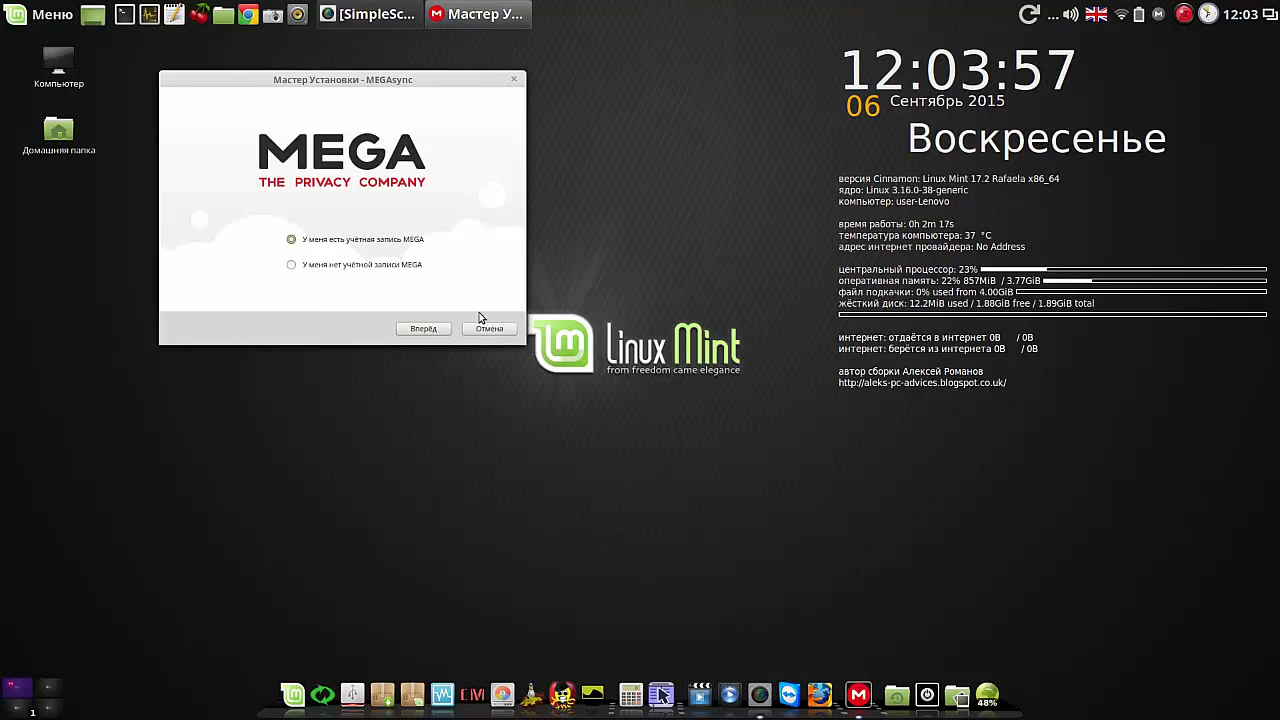 Меню
[SimpleSc...
Мастер У...
...
12:03
Компьютер
Домашняя папка
Мастер Установки - MEGAsync
MEGA
THE PRIVACY COMPANY
У меня есть учётная запись MEGA
У меня нет учётной записи MEGA
Вперёд
Отмена
Linux Mint
from freedom came elegance
12:03:57
06 Сентябрь 2015
Воскресенье
версия Cinnamon: Linux Mint 17.2 Rafaela x86_64
ядро: Linux 3.16.0-38-generic
компьютер: user-Lenovo
время работы: 0h 2m 17s
температура компьютера: 37 °C
адрес интернет провайдера: No Address
центральный процессор: 23%
оперативная память: 22% 857MiB / 3.77GiB
файл подкачки: 0% used from 4.00GiB
жёсткий диск: 12.2MiB used / 1.88GiB free / 1.89GiB total
интернет: отдаётся в интернет 0B / 0B
интернет: берётся из интернета 0B / 0B
автор сборки Алексей Романов
http://aleks-pc-advices.blogspot.co.uk/
1
48%